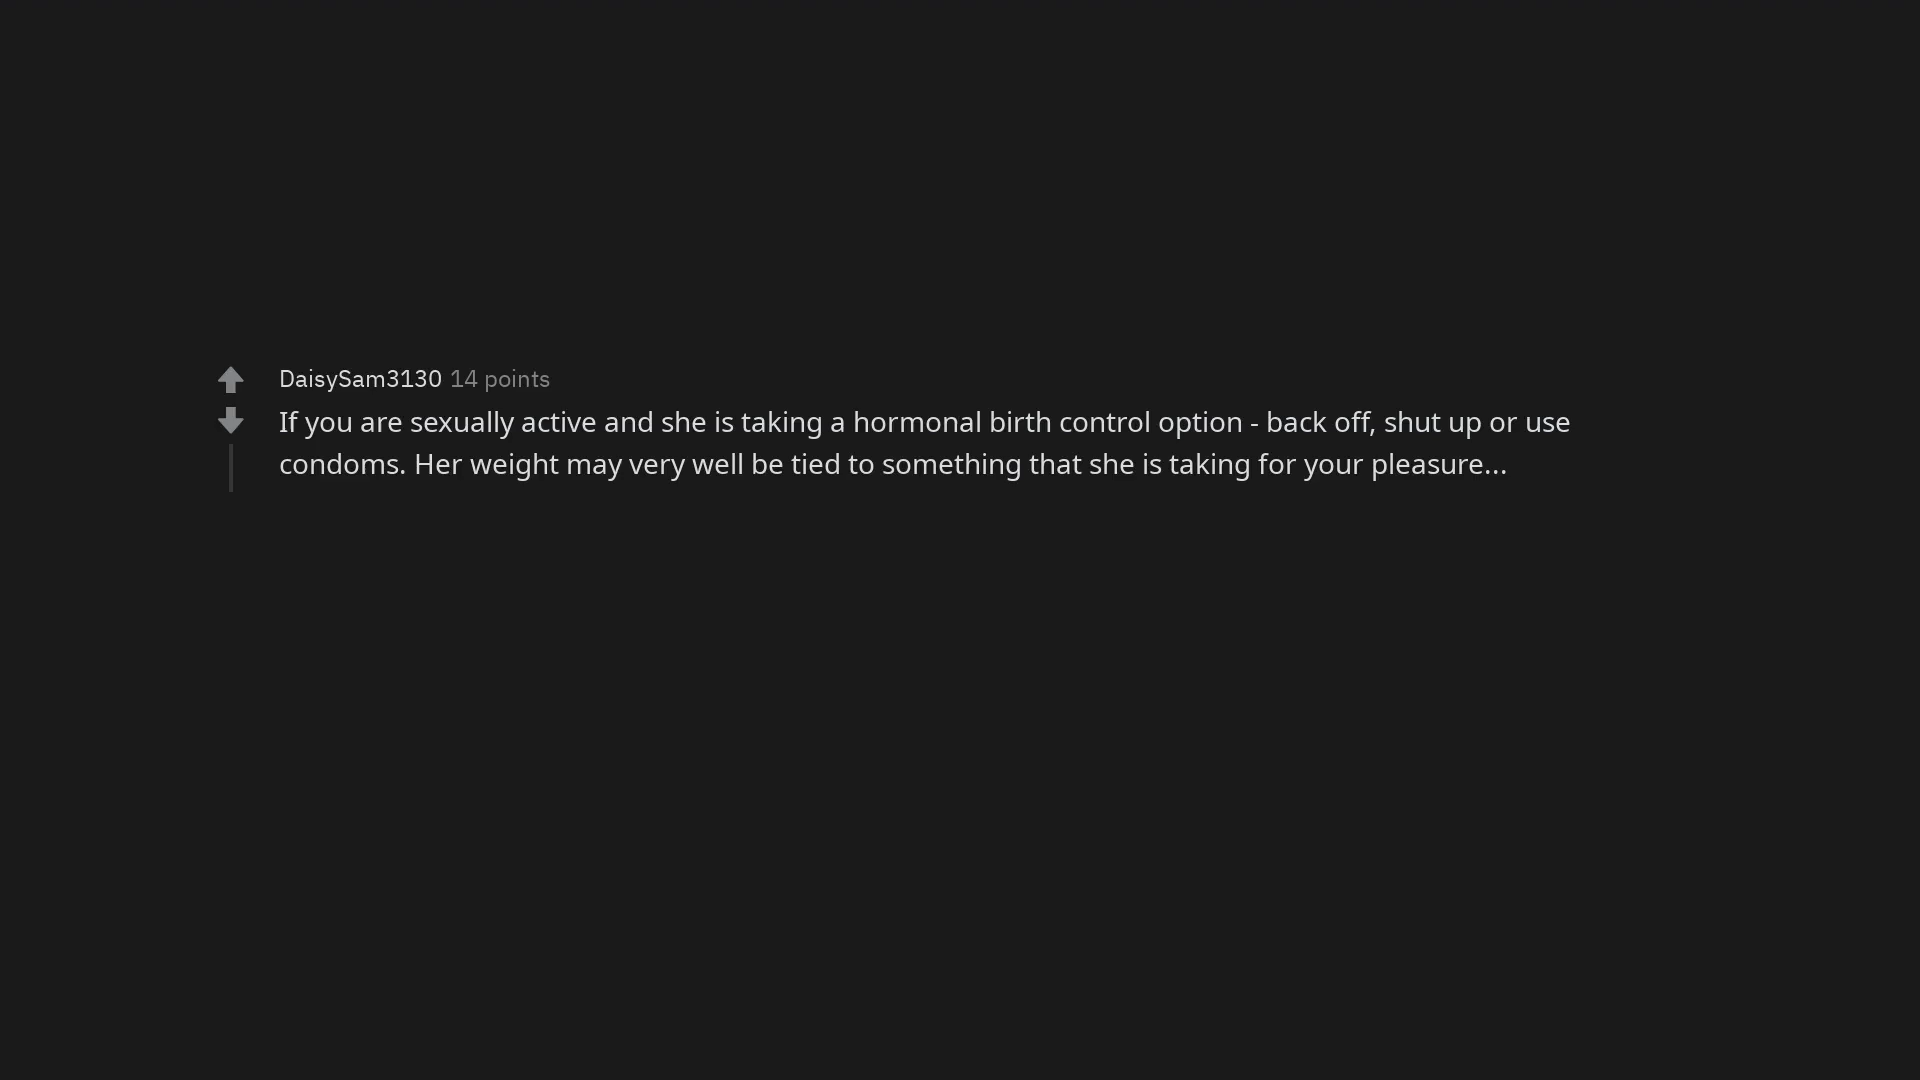 DaisySam3130 14 points
If you are sexually active and she is taking a hormonal birth control option - back off, shut up or use
condoms. Her weight may very well be tied to something that she is taking for your pleasure...